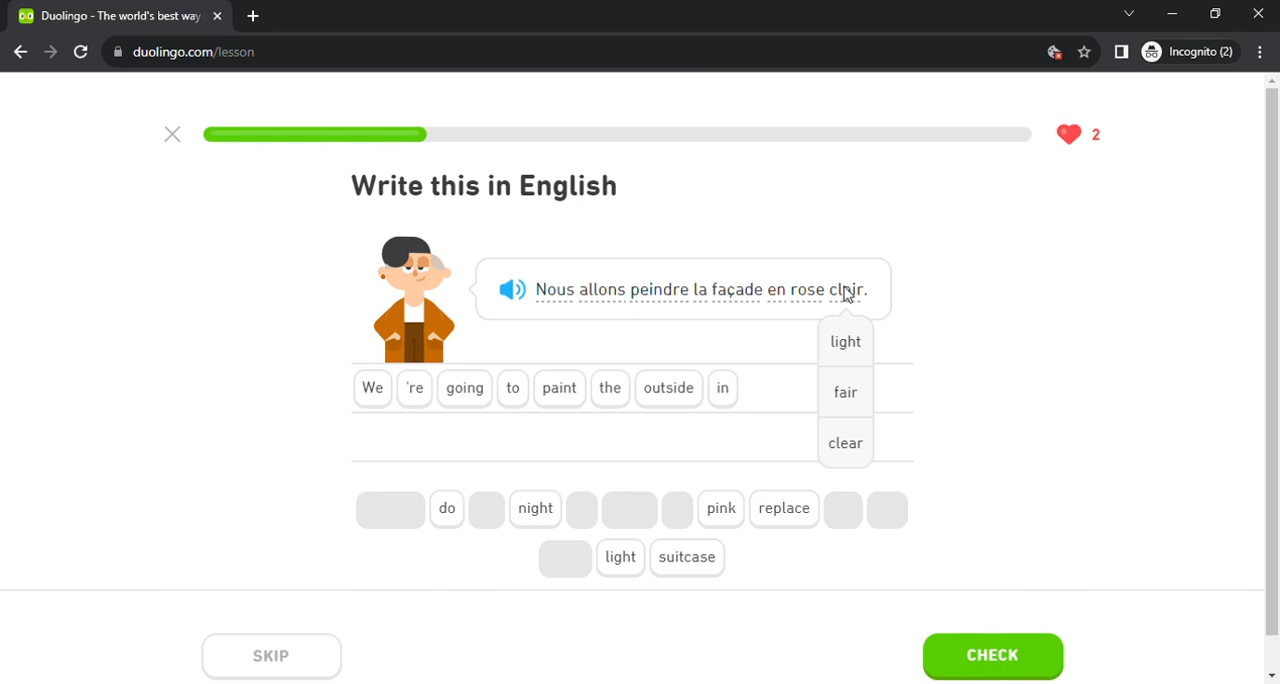 Duolingo - The world's best way
duolingo.com/lesson
Incognito (2)
2
Write this in English
Nous allons peindre la façade en rose clair.
light
fair
clear
We 're going to paint the outside in
do night pink replace
light suitcase
SKIP
CHECK